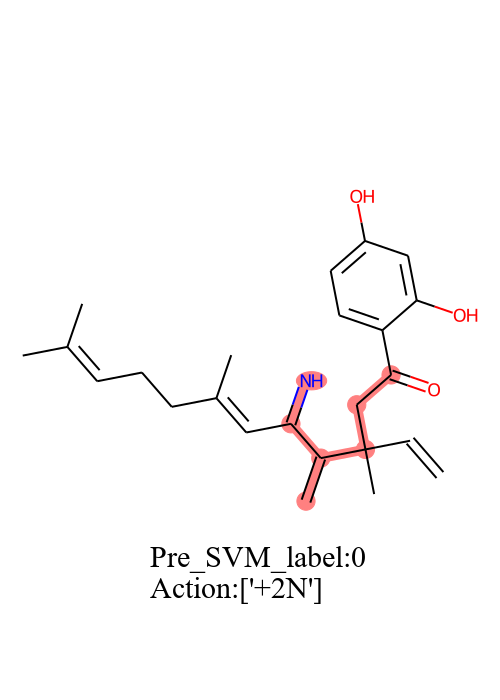 OH
OH
NH
O
Pre_SVM_label:0
Action:['+2N']